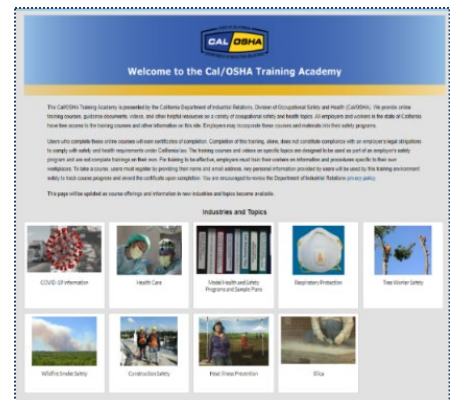 CAL OSHA
Welcome to the Cal/OSHA Training Academy
The Cal/OSHA Training Academy is presented by the California Department of Industrial Relations, Division of Occupational Safety and Health (Cal/OSHA). We provide online
training courses, guidance documents, videos, and other helpful resources on a variety of occupational safety and health topics. All employers and workers in the state of California
have free access to the training courses and other information on this site. Employers may incorporate these courses and materials into their safety programs.
Users who complete these online courses will earn certificates of completion. Completion of this training, alone, does not constitute compliance with an employer's legal obligations
to comply with safety and health requirements under California law. The training courses and videos on specific topics are designed to be used as part of an employer's safety
program and are not complete trainings on their own. For training to be effective, employers must train their workers on information and procedures specific to their own
workplaces. To take a course, users must register by providing their name and email address. Any personal information provided by users will be used by this training environment
solely to track course progress and award the certificate upon completion. You are encouraged to review the Department of Industrial Relations privacy policy.
This page will be updated as course offerings and information in new industries and topics become available.
Industries and Topics
COVID-19 Information
Health Care
Model Health and Safety
Programs and Sample Plans
Respiratory Protection
Tree Worker Safety
Wildfire Smoke Safety
Construction Safety
Heat Illness Prevention
Silica